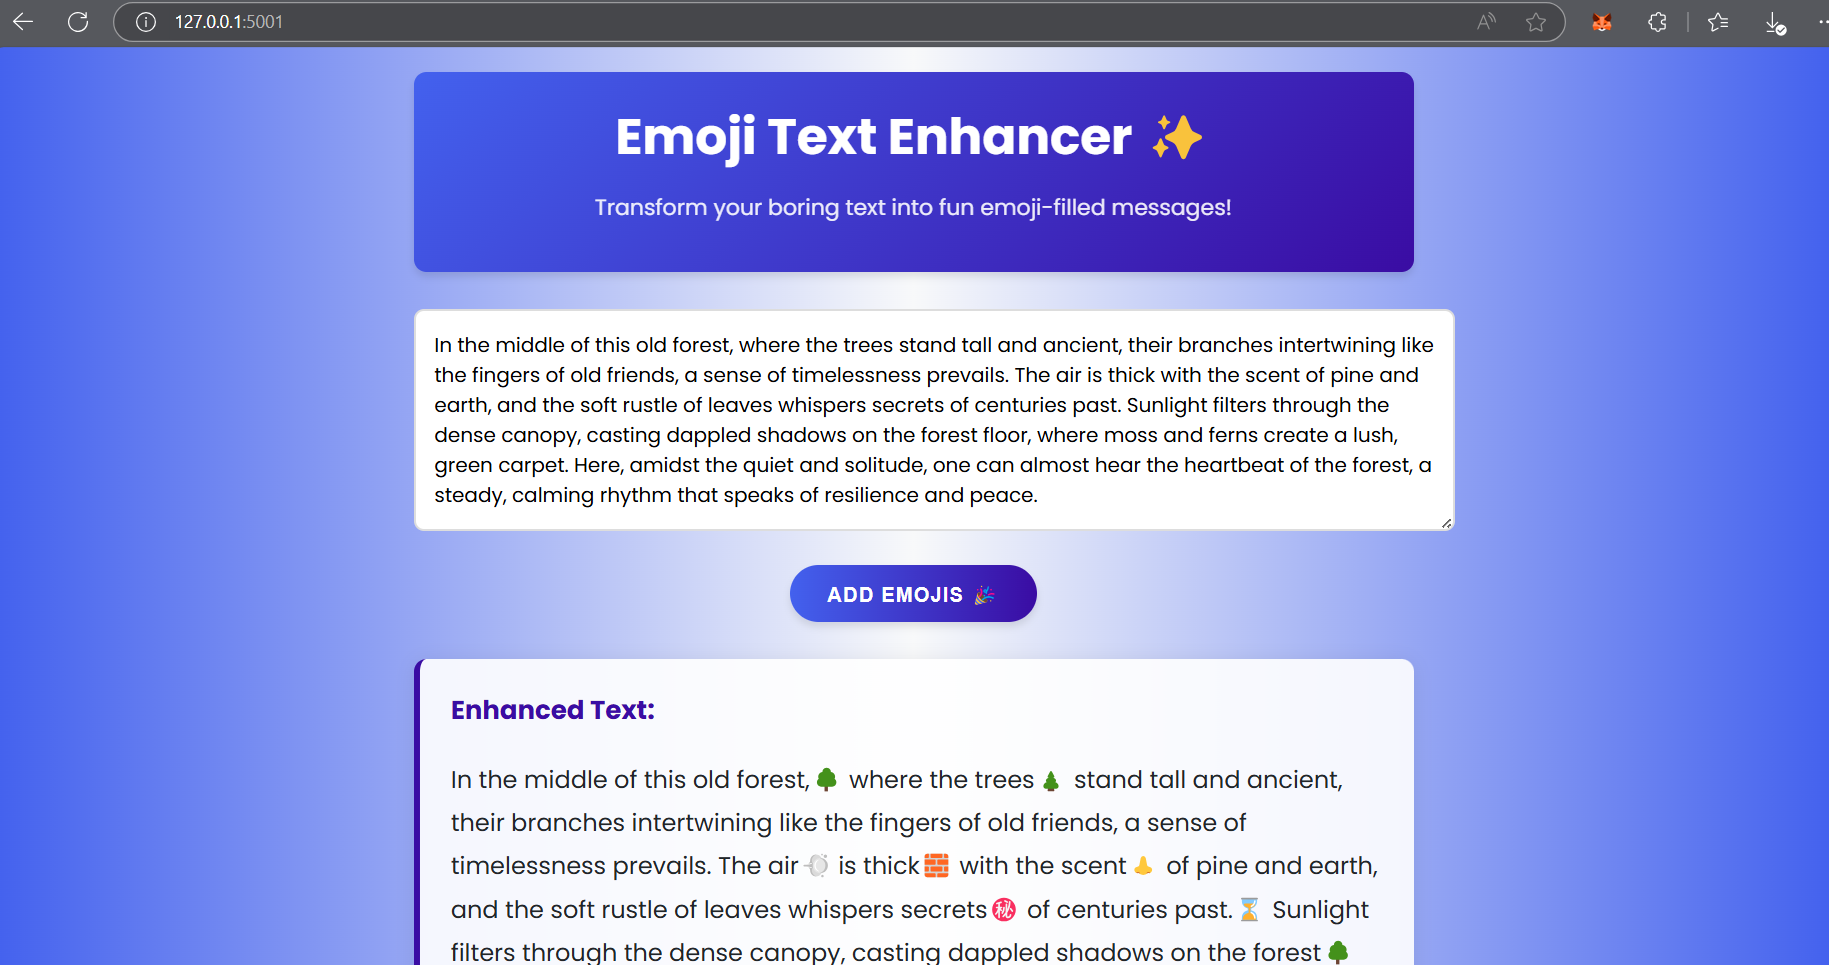 127.0.0.1:5001
Emoji Text Enhancer ✨
Transform your boring text into fun emoji-filled messages!
In the middle of this old forest, where the trees stand tall and ancient, their branches intertwining like
the fingers of old friends, a sense of timelessness prevails. The air is thick with the scent of pine and
earth, and the soft rustle of leaves whispers secrets of centuries past. Sunlight filters through the
dense canopy, casting dappled shadows on the forest floor, where moss and ferns create a lush,
green carpet. Here, amidst the quiet and solitude, one can almost hear the heartbeat of the forest, a
steady, calming rhythm that speaks of resilience and peace.
ADD EMOJIS 🎉
Enhanced Text:
In the middle of this old forest,🌳 where the trees🌲 stand tall and ancient,
their branches intertwining like the fingers of old friends, a sense of
timelessness prevails. The air💨 is thick🧱 with the scent👃 of pine and earth,
and the soft rustle of leaves whispers secrets㊙️ of centuries past.⏳ Sunlight
filters through the dense canopy, casting dappled shadows on the forest🌳